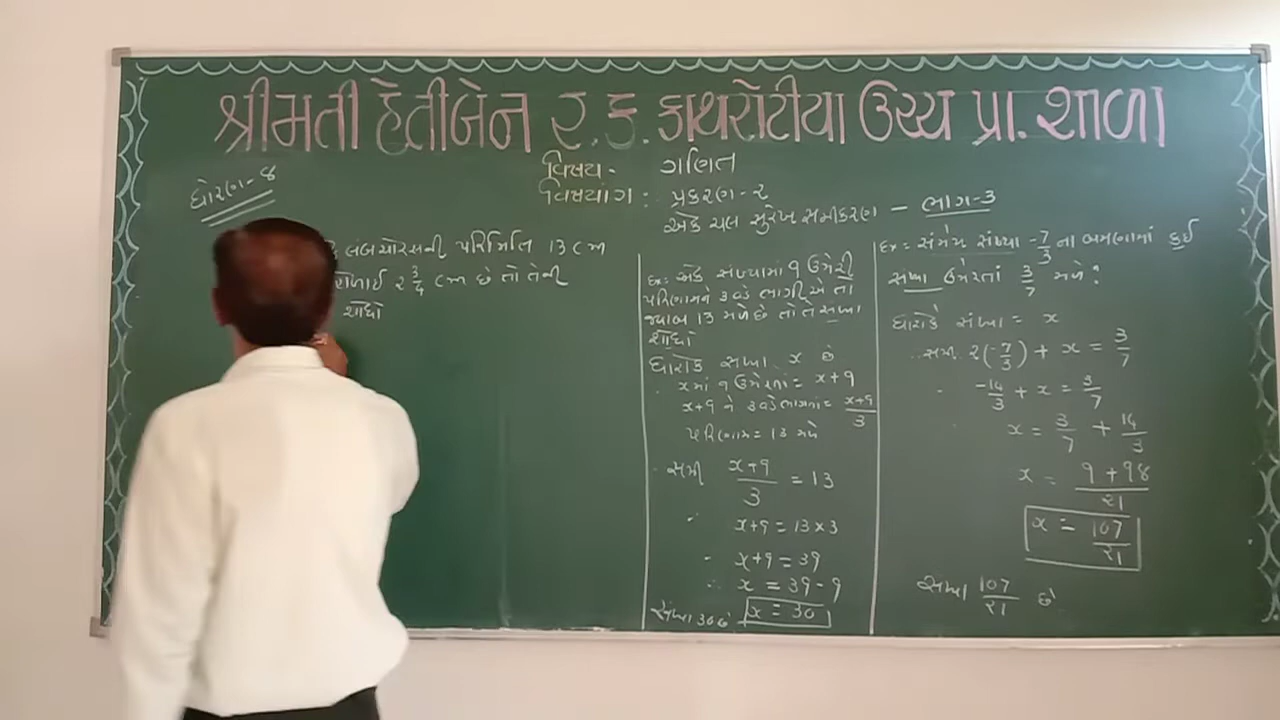 શ્રીમતી હેતીબેન ર. ક. કાથરોટીયા ઉચ્ચ પ્રા. શાળા
વિષય - ગણિત
વિષયાંગ : પ્રકરણ - ૨
એક ચલ સુરેખ સમીકરણ - ભાગ-૩
ધોરણ-૮
લંબચોરસની પરિમિતિ 13 cm
૨ 3/4 cm છે તો તેની
શોધો
Ex: એક સંખ્યામાં 9 ઉમેરી
પરિણામને 3 વડે ભાગીએ તો
જવાબ 13 મળે છે તો તે સંખ્યા
શોધો
ધારોકે સંખ્યા x છે
x માં 9 ઉમેરતા = x+9
x+9 ને 3 વડે ભાગતાં = x+9/3
પરિણામ = 13 મળે
∴ સમી x+9/3 = 13
∴ x+9 = 13×3
∴ x+9 = 39
∴ x = 39-9
સંખ્યા 30 છે x = 30
Ex: સંમેય સંખ્યા -7/3 ના બમણામાં કઈ
સંખ્યા ઉમેરતાં 3/7 મળે?
ધારોકે સંખ્યા = x
∴ સમી ૨(-7/3) + x = 3/7
∴ -14/3 + x = 3/7
∴ x = 3/7 + 14/3
x = 9+98/21
x = 107/21
સંખ્યા 107/21 છે